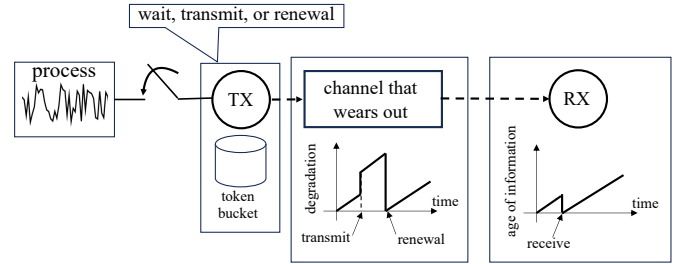 wait, transmit, or renewal
process
TX
token
bucket
channel that
wears out
degradation
time
transmit
renewal
RX
age of information
time
receive